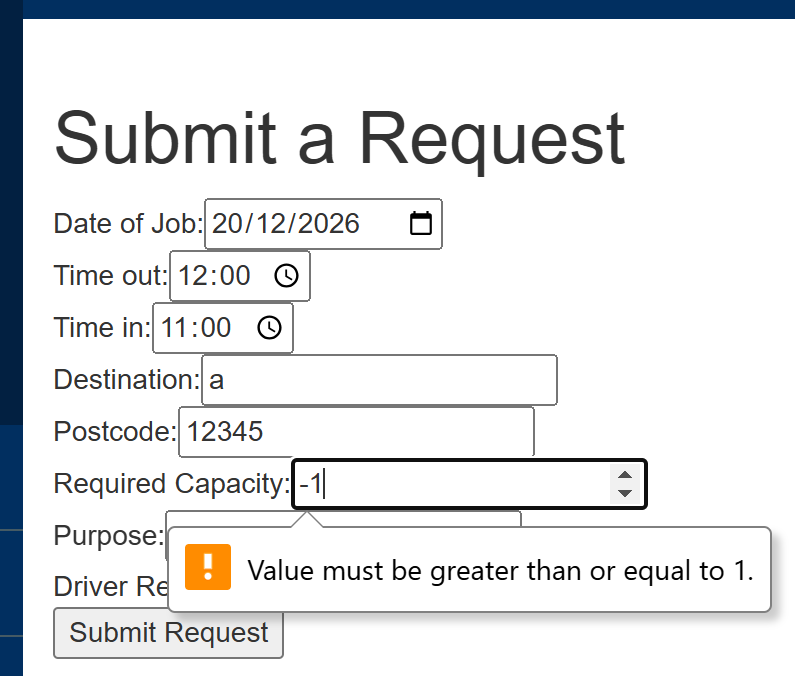 Submit a Request
Date of Job: 20/12/2026
Time out: 12:00
Time in: 11:00
Destination: a
Postcode: 12345
Required Capacity: -1
Purpose:
Value must be greater than or equal to 1.
Driver Re
Submit Request